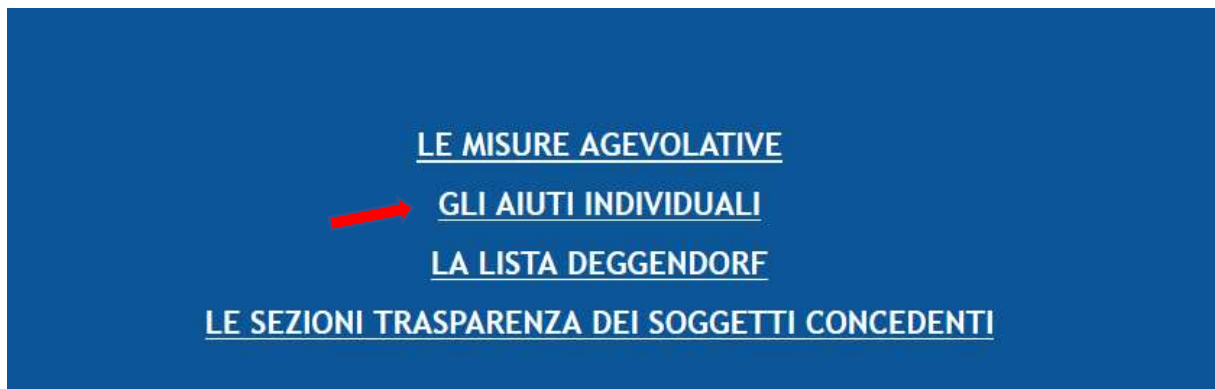 LE MISURE AGEVOLATIVE
GLI AIUTI INDIVIDUALI
LA LISTA DEGGENDORF
LE SEZIONI TRASPARENZA DEI SOGGETTI CONCEDENTI